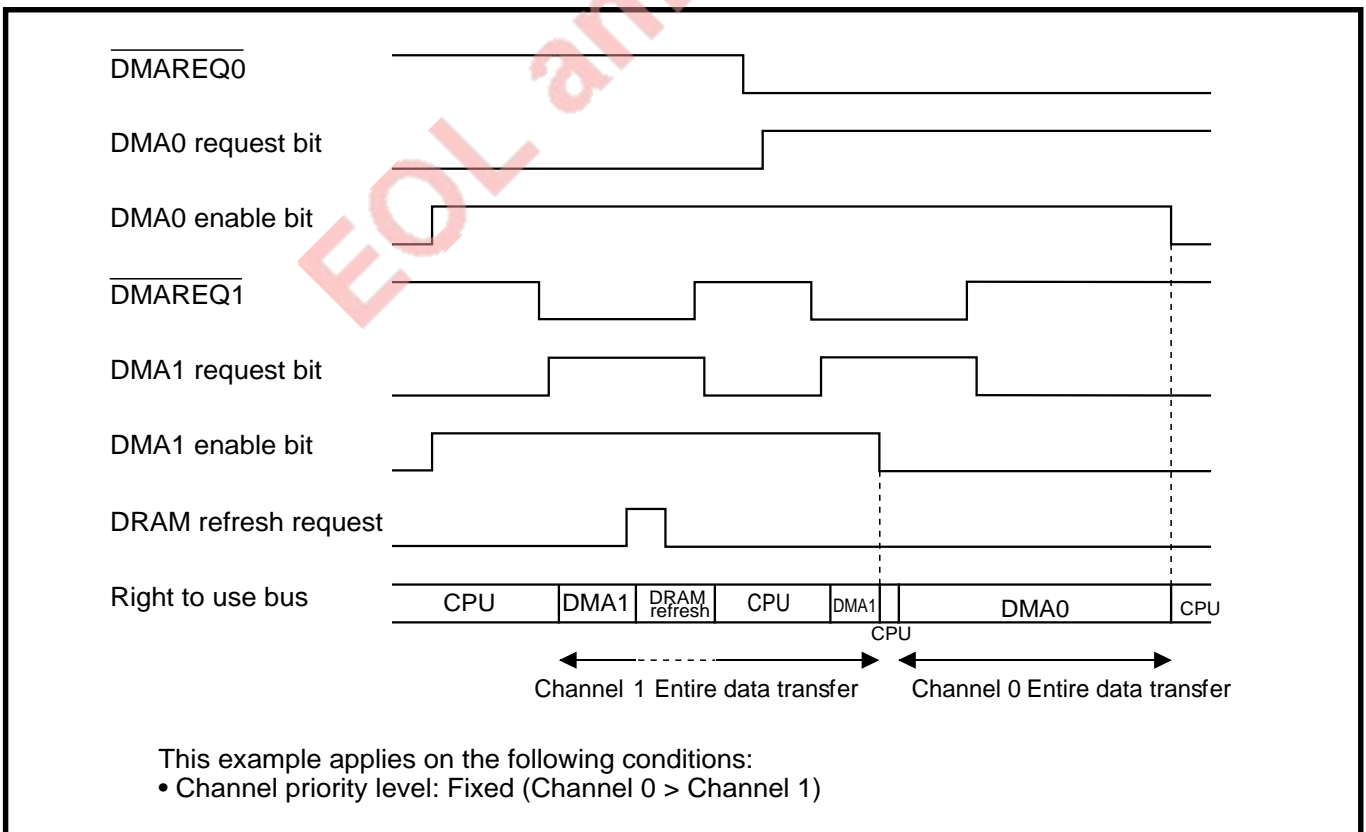 EOL an
DMAREQ0
DMA0 request bit
DMA0 enable bit
DMAREQ1
DMA1 request bit
DMA1 enable bit
DRAM refresh request
Right to use bus
CPU DMA1 DRAM refresh CPU DMA1 CPU DMA0 CPU
Channel 1 Entire data transfer Channel 0 Entire data transfer
This example applies on the following conditions:
• Channel priority level: Fixed (Channel 0 > Channel 1)